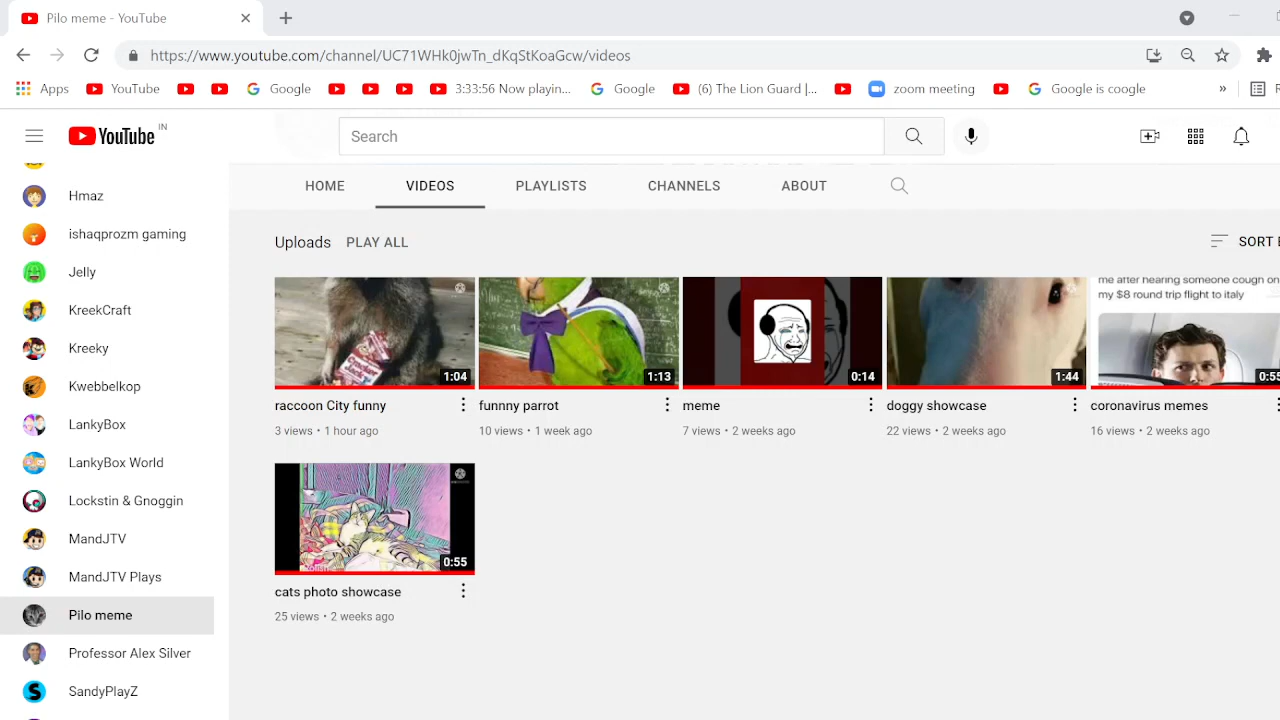 Pilo meme - YouTube
https://www.youtube.com/channel/UC71WHk0jwTn_dKqStKoaGcw/videos
Apps YouTube Google 3:33:56 Now playin... Google (6) The Lion Guard |... zoom meeting Google is coogle »
YouTube IN
Search
HOME VIDEOS PLAYLISTS CHANNELS ABOUT
Uploads PLAY ALL SORT
Hmaz
ishaqprozm gaming
Jelly
KreekCraft
Kreeky
Kwebbelkop
LankyBox
LankyBox World
Lockstin & Gnoggin
MandJTV
MandJTV Plays
Pilo meme
Professor Alex Silver
SandyPlayZ
me after hearing someone cough on
my $8 round trip flight to italy
1:04 1:13 0:14 1:44 0:55
raccoon City funny funnny parrot meme doggy showcase coronavirus memes
3 views • 1 hour ago 10 views • 1 week ago 7 views • 2 weeks ago 22 views • 2 weeks ago 16 views • 2 weeks ago
0:55
cats photo showcase
25 views • 2 weeks ago